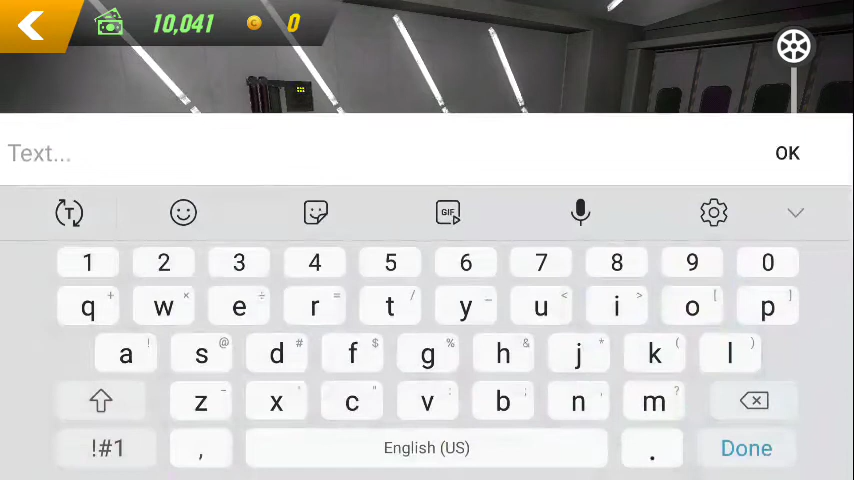 10,041 C 0
Text... OK
T GIF
1 2 3 4 5 6 7 8 9 0
q + w × e ÷ r = t / y _ u < i > o [ p ]
a ! s @ d # f $ g % h & j * k ( l )
z - x ' c " v : b ; n , m ?
!#1 , English (US) . Done